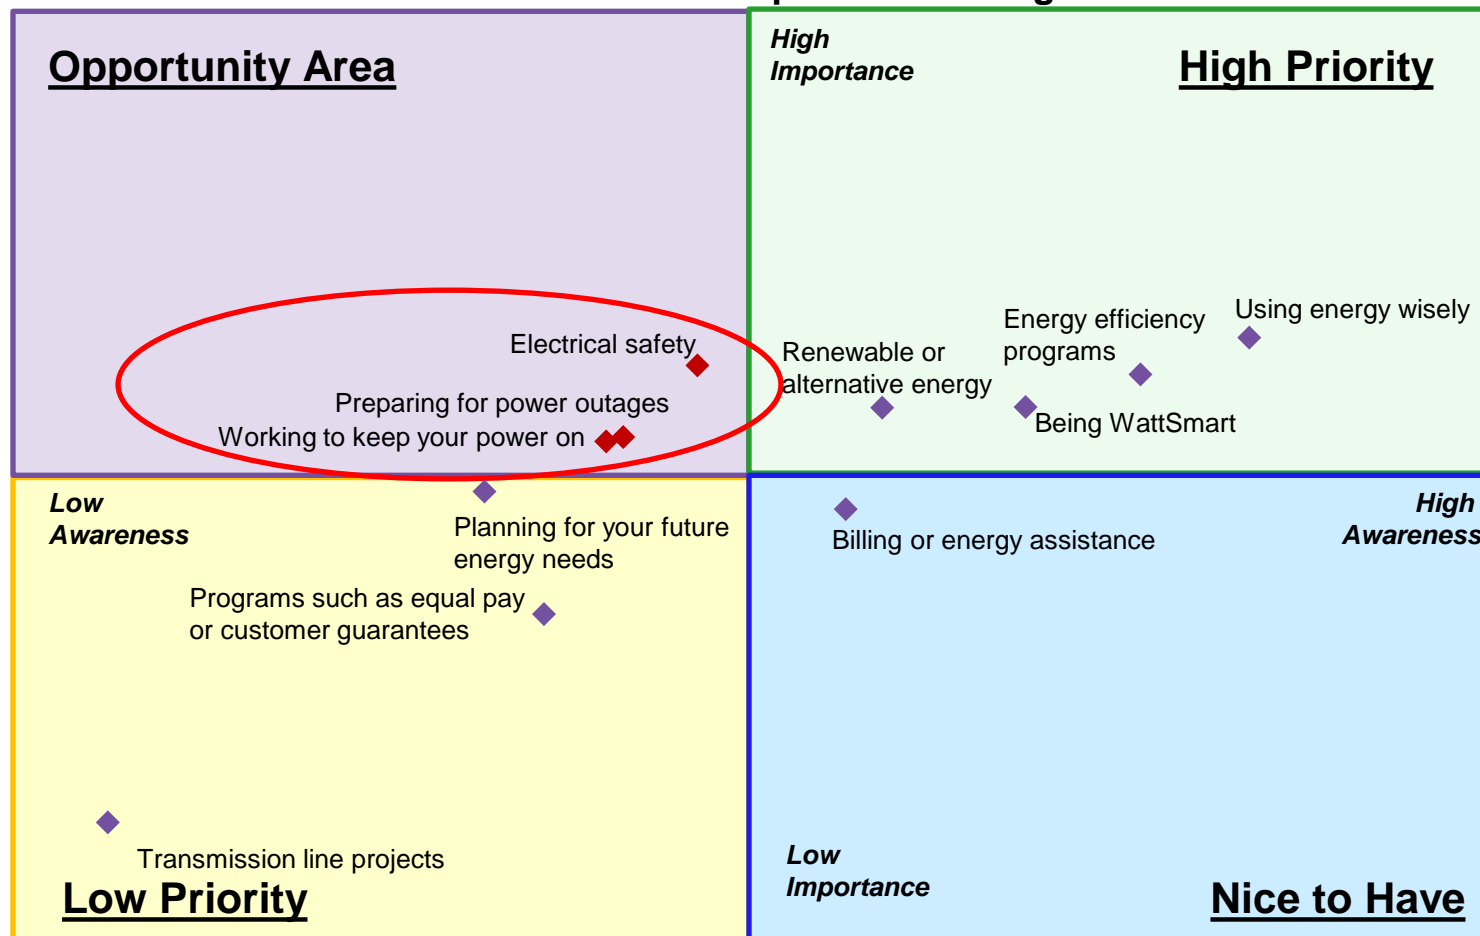 Opportunity Area
High
Importance
High Priority
Electrical safety
Preparing for power outages
Working to keep your power on
Renewable or
alternative energy
Energy efficiency
programs
Using energy wisely
Being WattSmart
Low
Awareness
Planning for your future
energy needs
Programs such as equal pay
or customer guarantees
Transmission line projects
Low Priority
Billing or energy assistance
High
Awareness
Low
Importance
Nice to Have